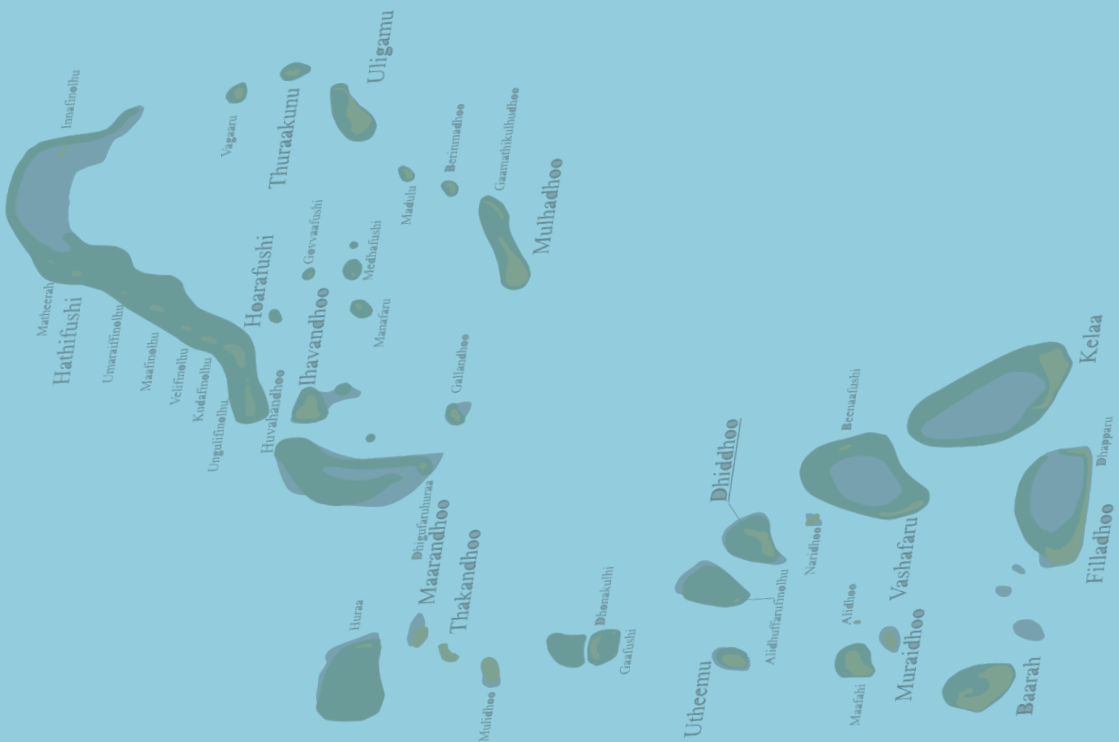 Innafinolhu
Matheerah
Hathifushi
Umaraiffinolhu
Maafinolhu
Velifinolhu
Kudafinolhu
Ungulifinolhu
Vagaaru
Thuraakunu
Uligamu
Hoarafushi
Govvaafushi
Medhafushi
Madulu
Berinmadhoo
Gaamathikulhudhoo
Mulhadhoo
Huvahandhoo
Ihavandhoo
Manafaru
Gallandhoo
Dhigufaruhuraa
Maarandhoo
Thakandhoo
Huraa
Mulidhoo
Dhonakulhi
Gaafushi
Utheemu
Dhiddhoo
Alidhuffarufinolhu
Naridhoo
Beenaafushi
Vashafaru
Alidhoo
Maafahi
Muraidhoo
Kelaa
Dhapparu
Filladhoo
Baarah